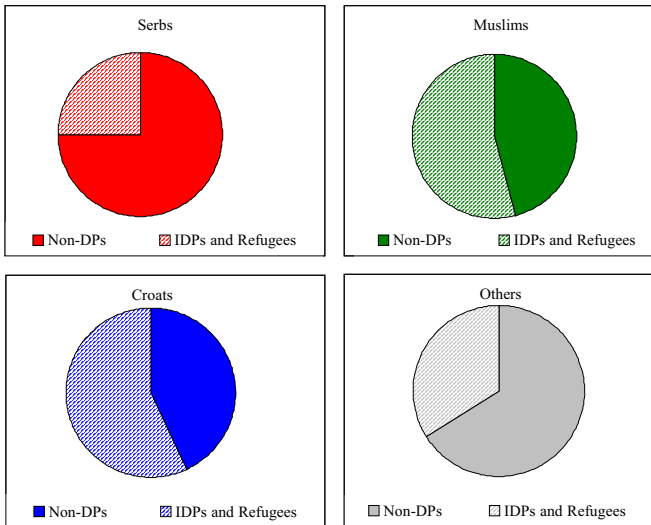 Serbs
Non-DPs IDPs and Refugees
Muslims
Non-DPs IDPs and Refugees
Croats
Non-DPs IDPs and Refugees
Others
Non-DPs IDPs and Refugees